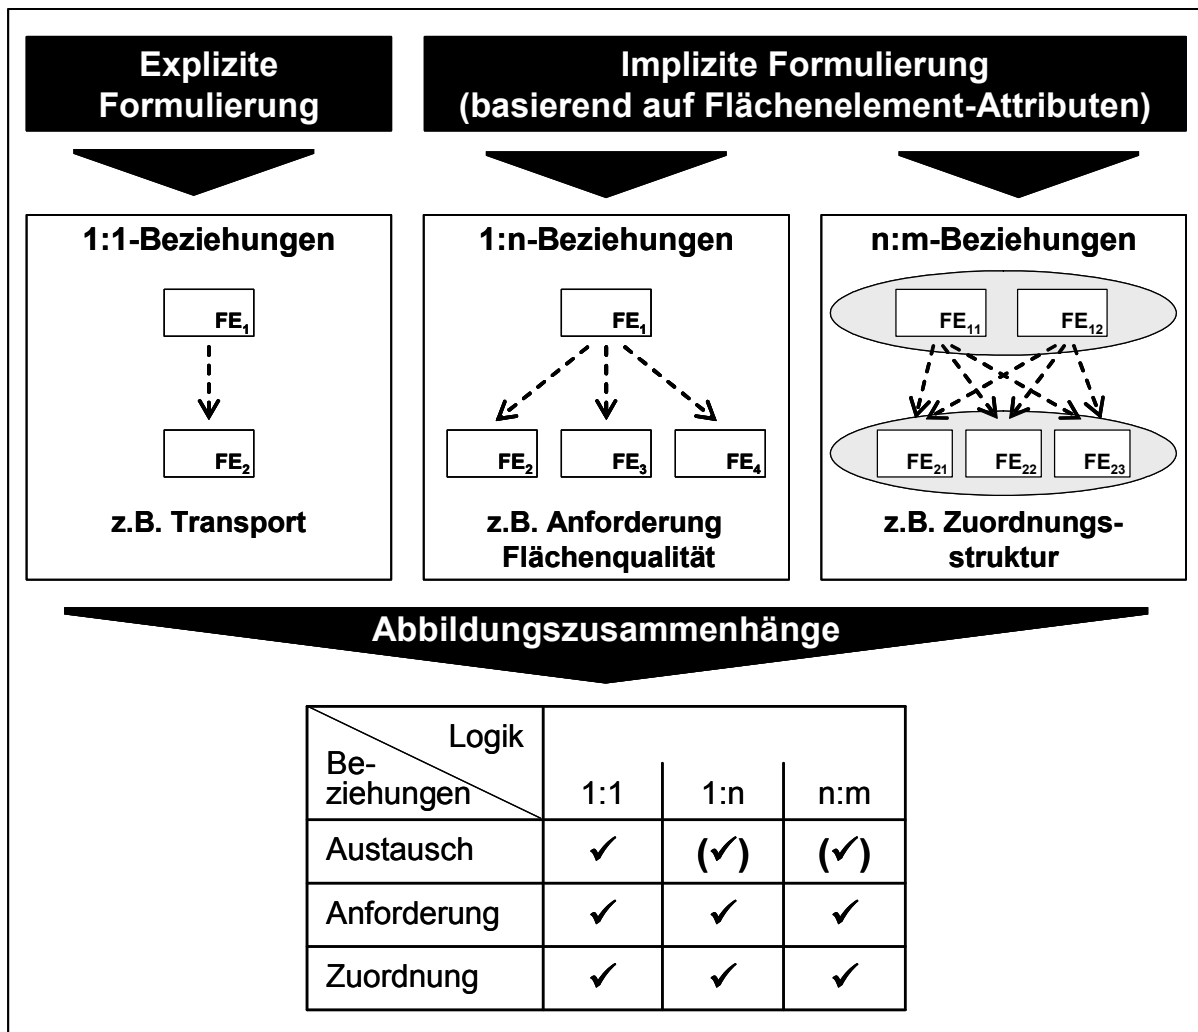 Explizite
Formulierung
Implizite Formulierung
(basierend auf Flächenelement-Attributen)
1:1-Beziehungen
FE1
FE2
z.B. Transport
1:n-Beziehungen
FE1
FE2 FE3 FE4
z.B. Anforderung
Flächenqualität
n:m-Beziehungen
FE11 FE12
FE21 FE22 FE23
z.B. Zuordnungs-
struktur
Abbildungszusammenhänge
Logik
Be-
ziehungen
1:1 1:n n:m
Austausch ✓ (✓) (✓)
Anforderung ✓ ✓ ✓
Zuordnung ✓ ✓ ✓